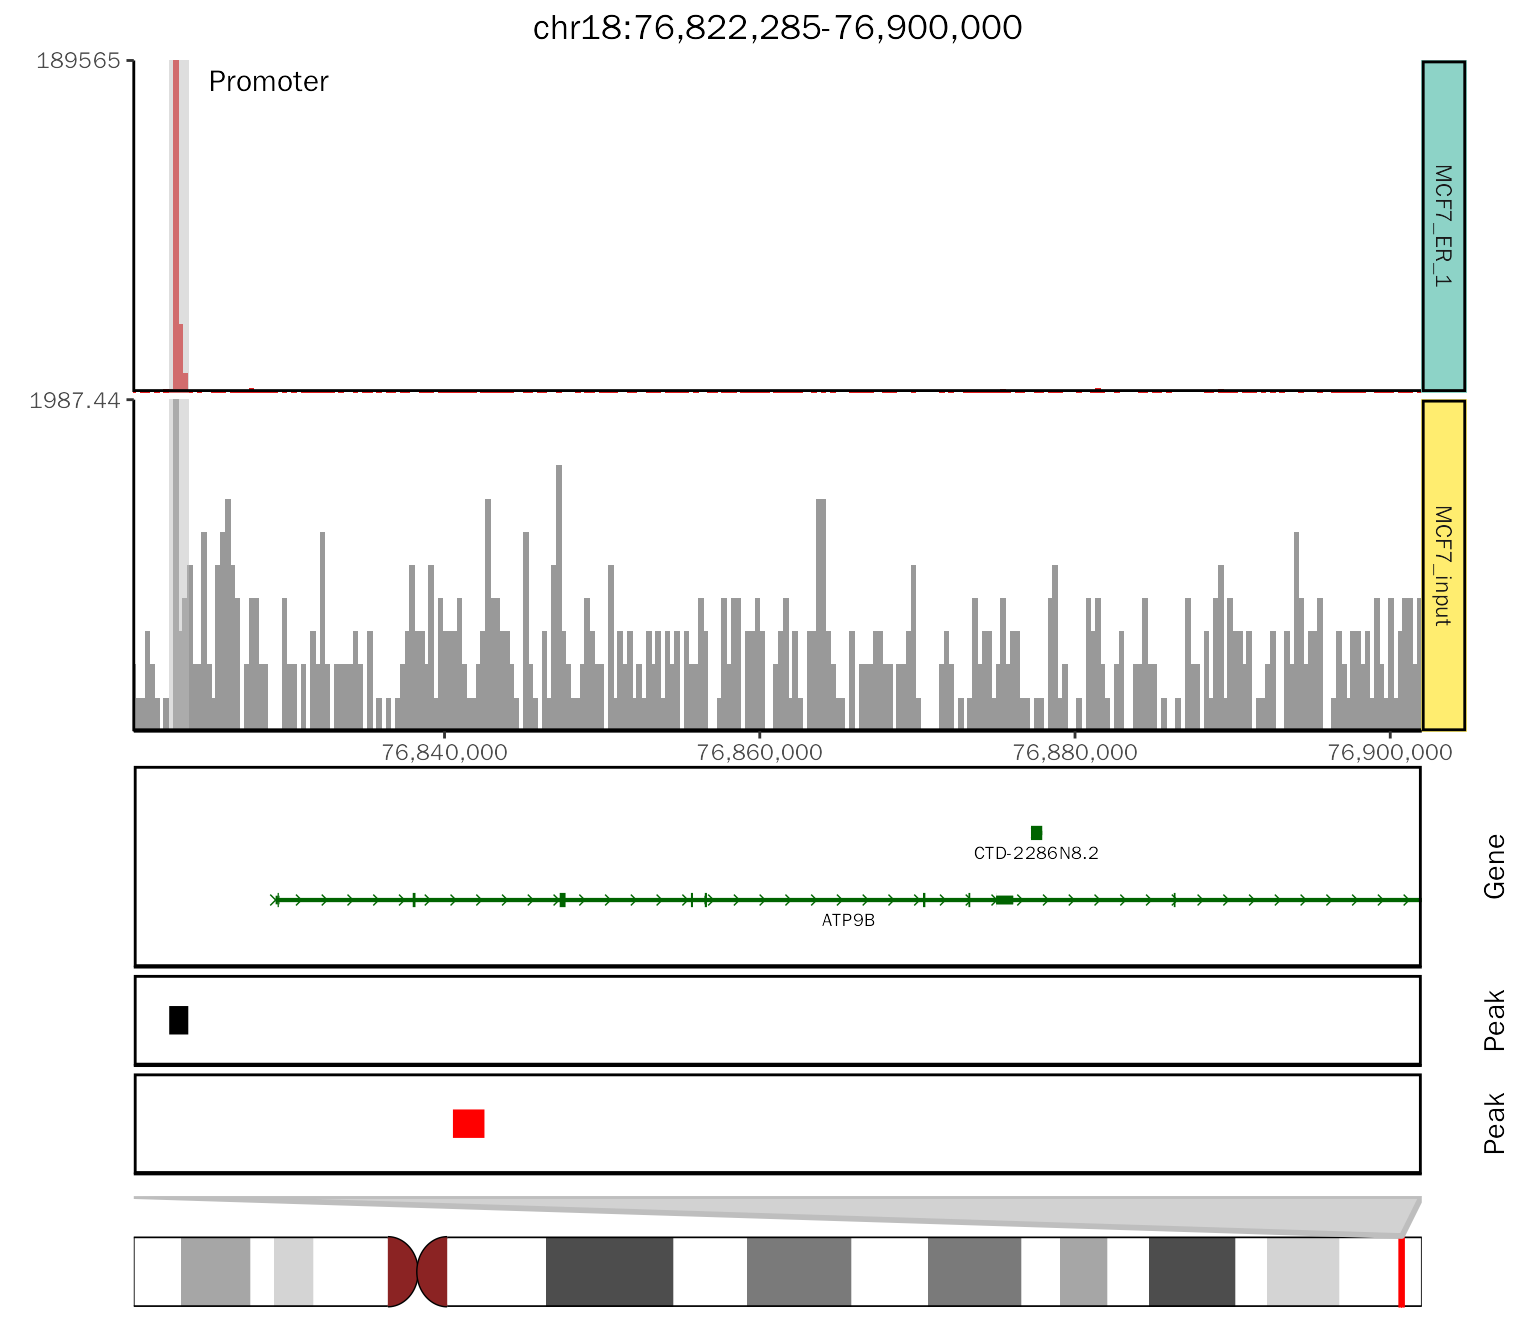 chr18:76,822,285-76,900,000
189565
Promoter
MCF7_ER_1
1987.44
MCF7_input
76,840,000
76,860,000
76,880,000
76,900,000
CTD-2286N8.2
ATP9B
Gene
Peak
Peak